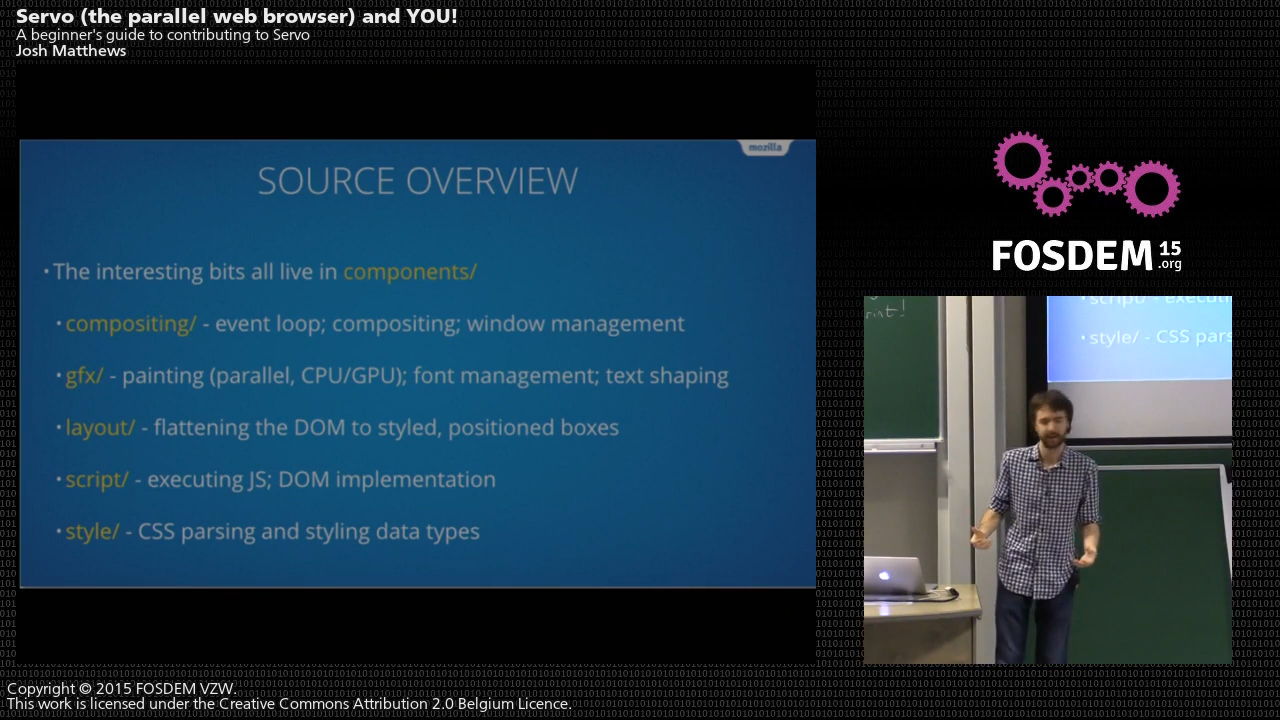 Servo (the parallel web browser) and YOU!
A beginner's guide to contributing to Servo
Josh Matthews
mozilla
SOURCE OVERVIEW
• The interesting bits all live in components/
• compositing/ - event loop; compositing; window management
• gfx/ - painting (parallel, CPU/GPU); font management; text shaping
• layout/ - flattening the DOM to styled, positioned boxes
• script/ - executing JS; DOM implementation
• style/ - CSS parsing and styling data types
FOSDEM 15
.org
• style/ - CSS pars
Copyright © 2015 FOSDEM VZW.
This work is licensed under the Creative Commons Attribution 2.0 Belgium Licence.